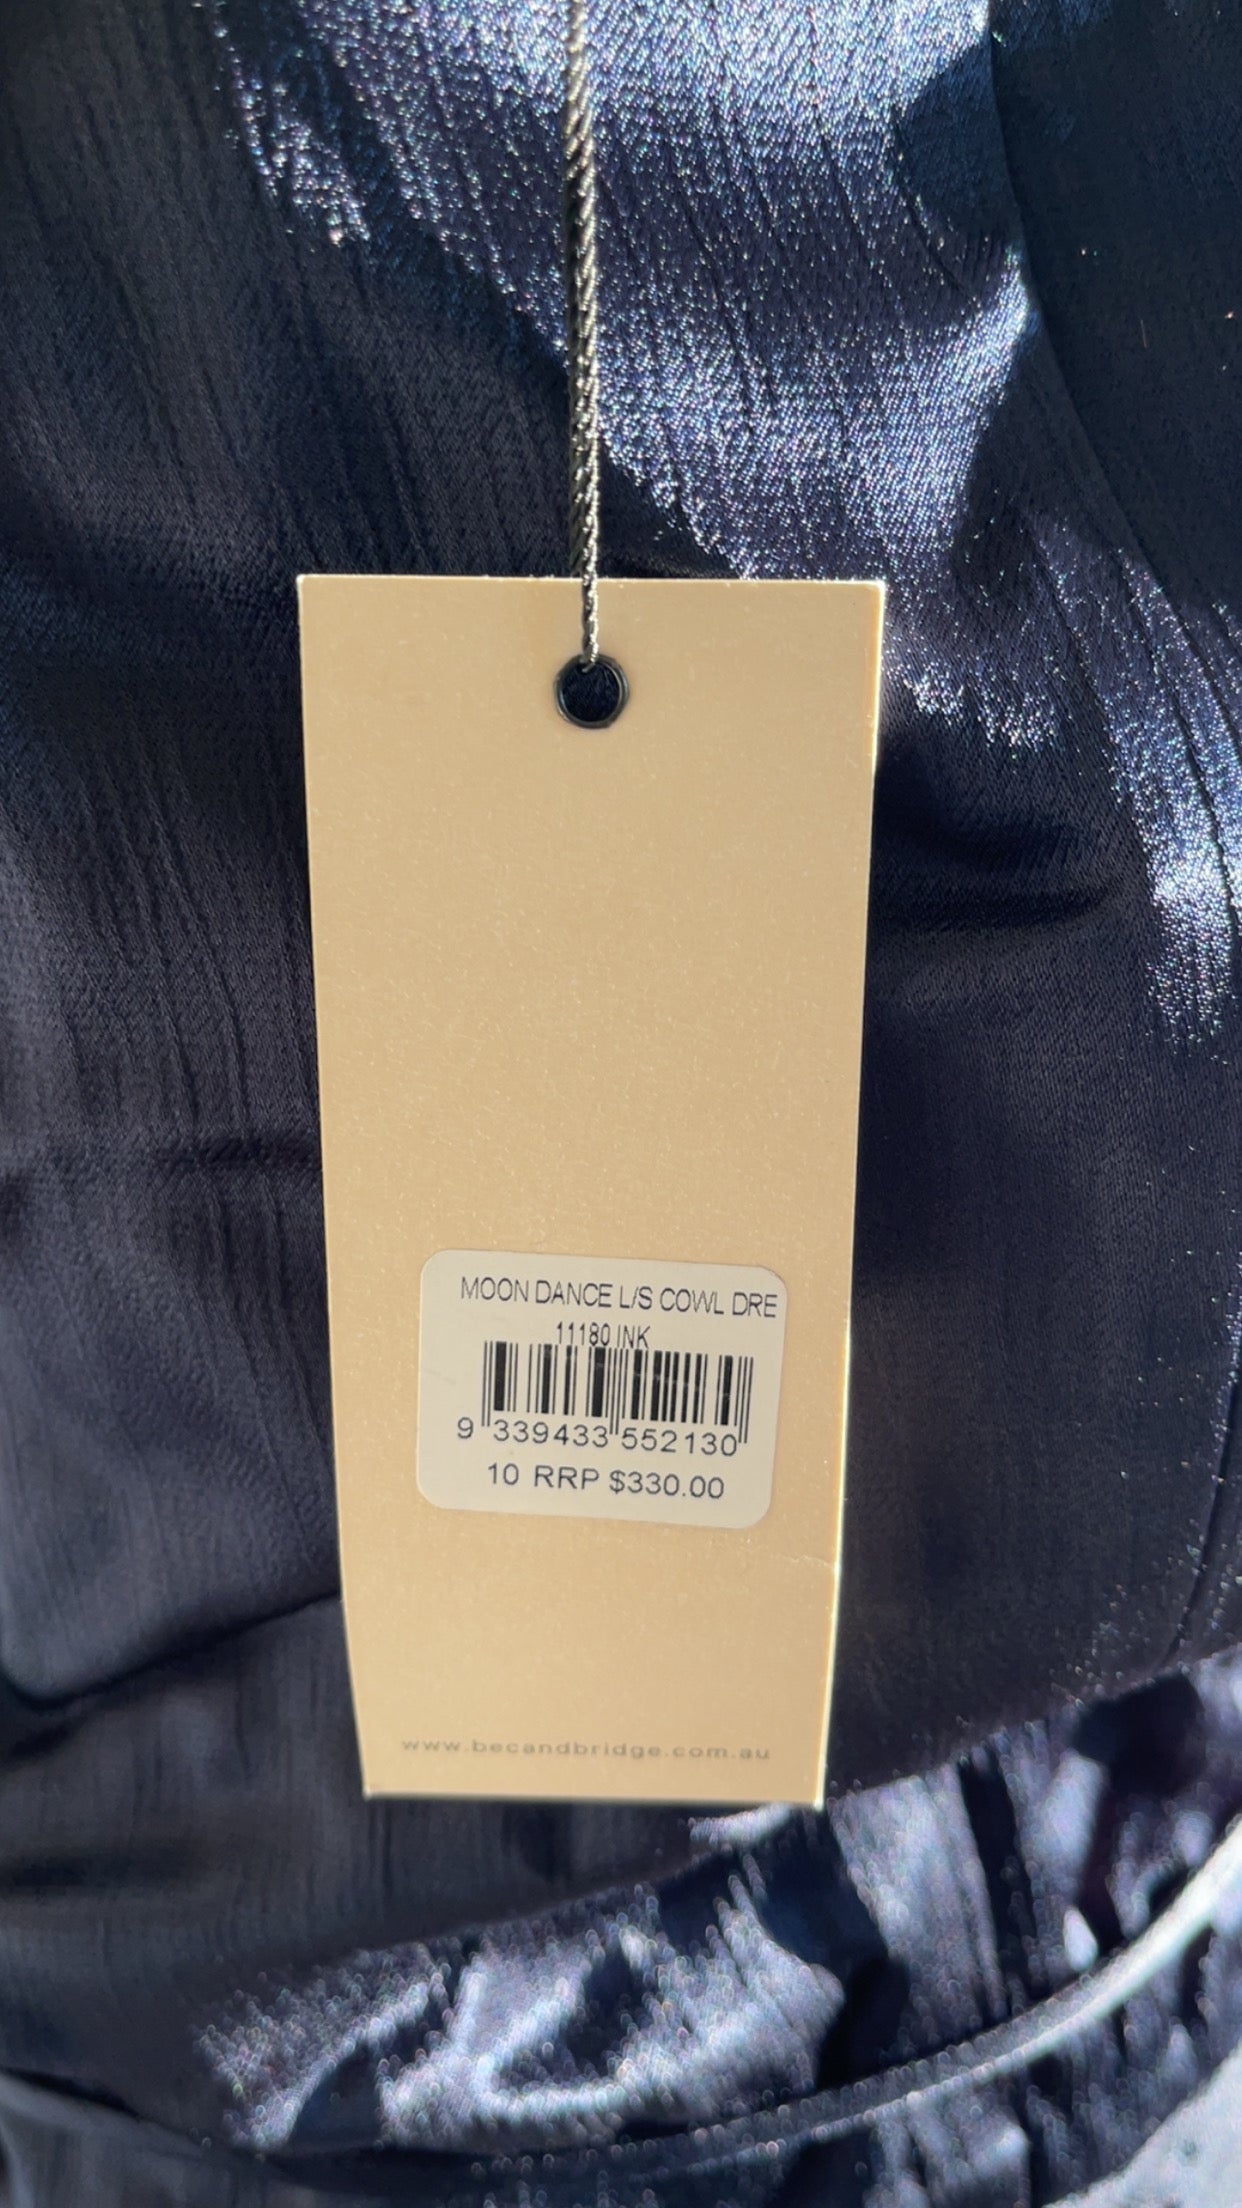 MOON DANCE L/S COWL DRE
11180 INK
9 339433 552130
10 RRP $330.00
www.becandbridge.com.au